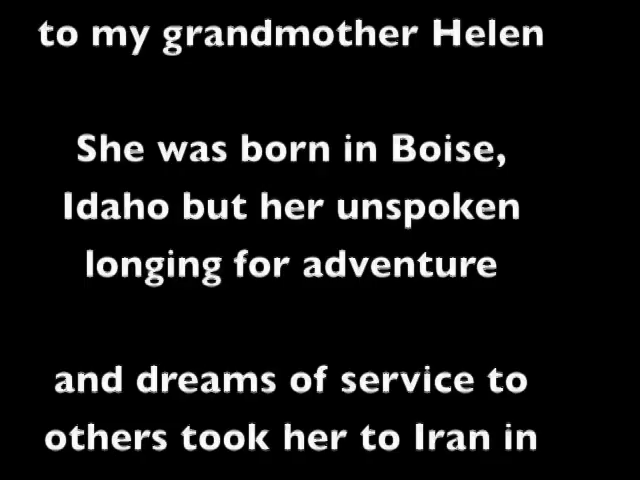 to my grandmother Helen
She was born in Boise,
Idaho but her unspoken
longing for adventure
and dreams of service to
others took her to Iran in